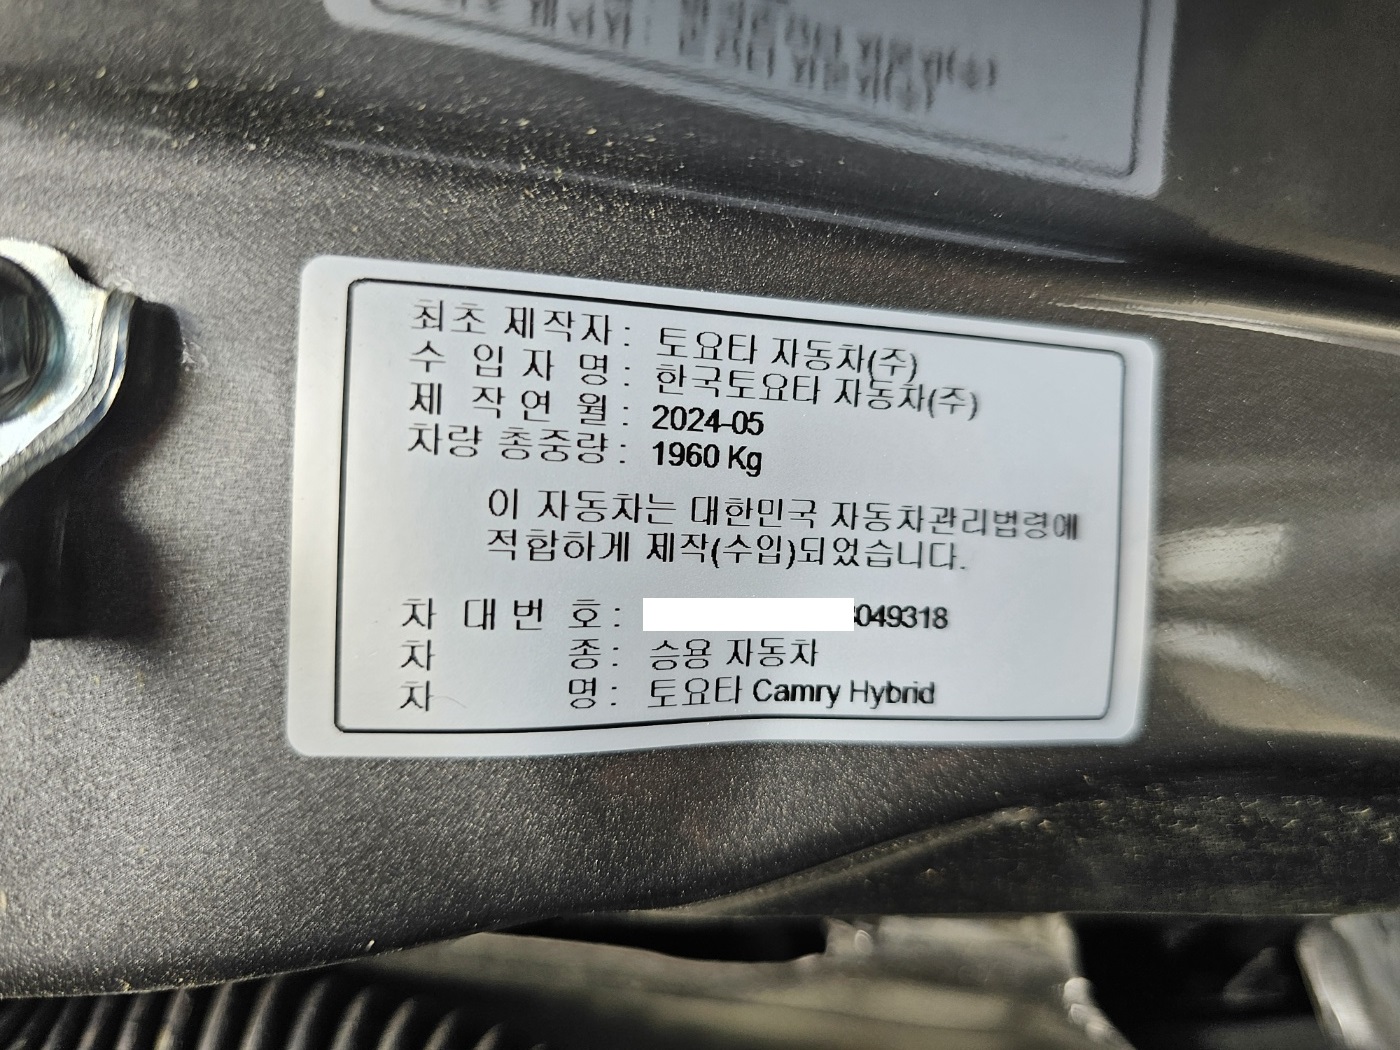 최초 제작자 : 토요타 자동차(주)
수 입 자 명 : 한국토요타 자동차(주)
제 작 연 월 : 2024-05
차량 총중량 : 1960 Kg
이 자동차는 대한민국 자동차관리법령에
적합하게 제작(수입)되었습니다.
차 대 번 호 : 049318
차 종 : 승용 자동차
차 명 : 토요타 Camry Hybrid